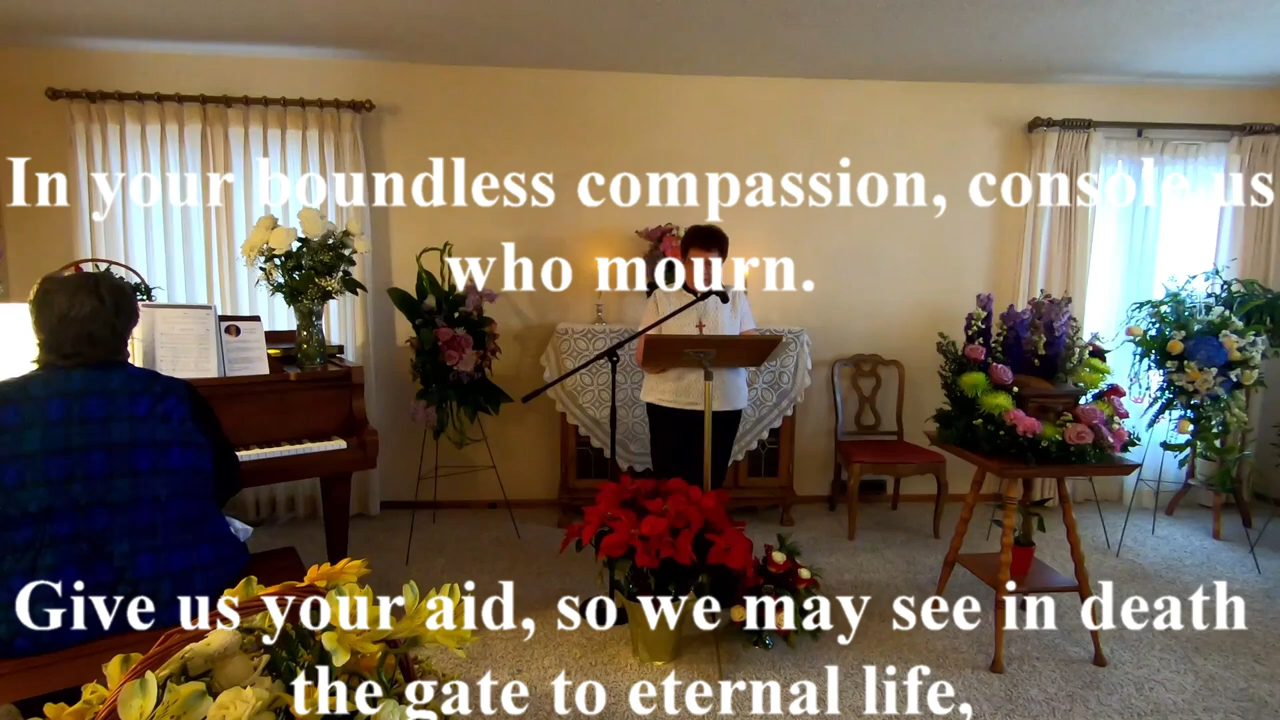 In your boundless compassion, console us
who mourn.
Give us your aid, so we may see in death
the gate to eternal life,